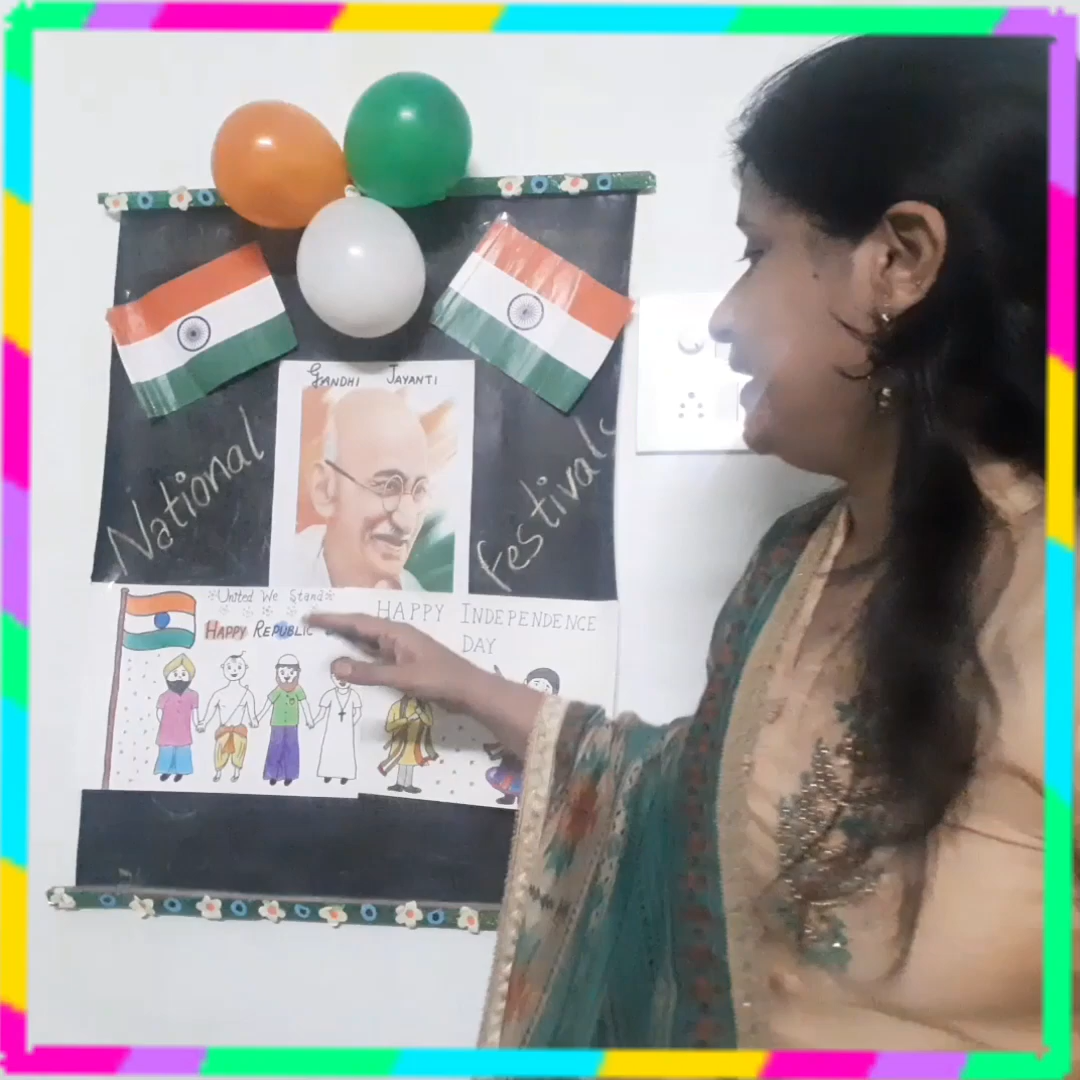 GANDHI JAYANTI
National
Festivals
*United We Stand*
HAPPY REPUBLIC
HAPPY INDEPENDENCE
DAY